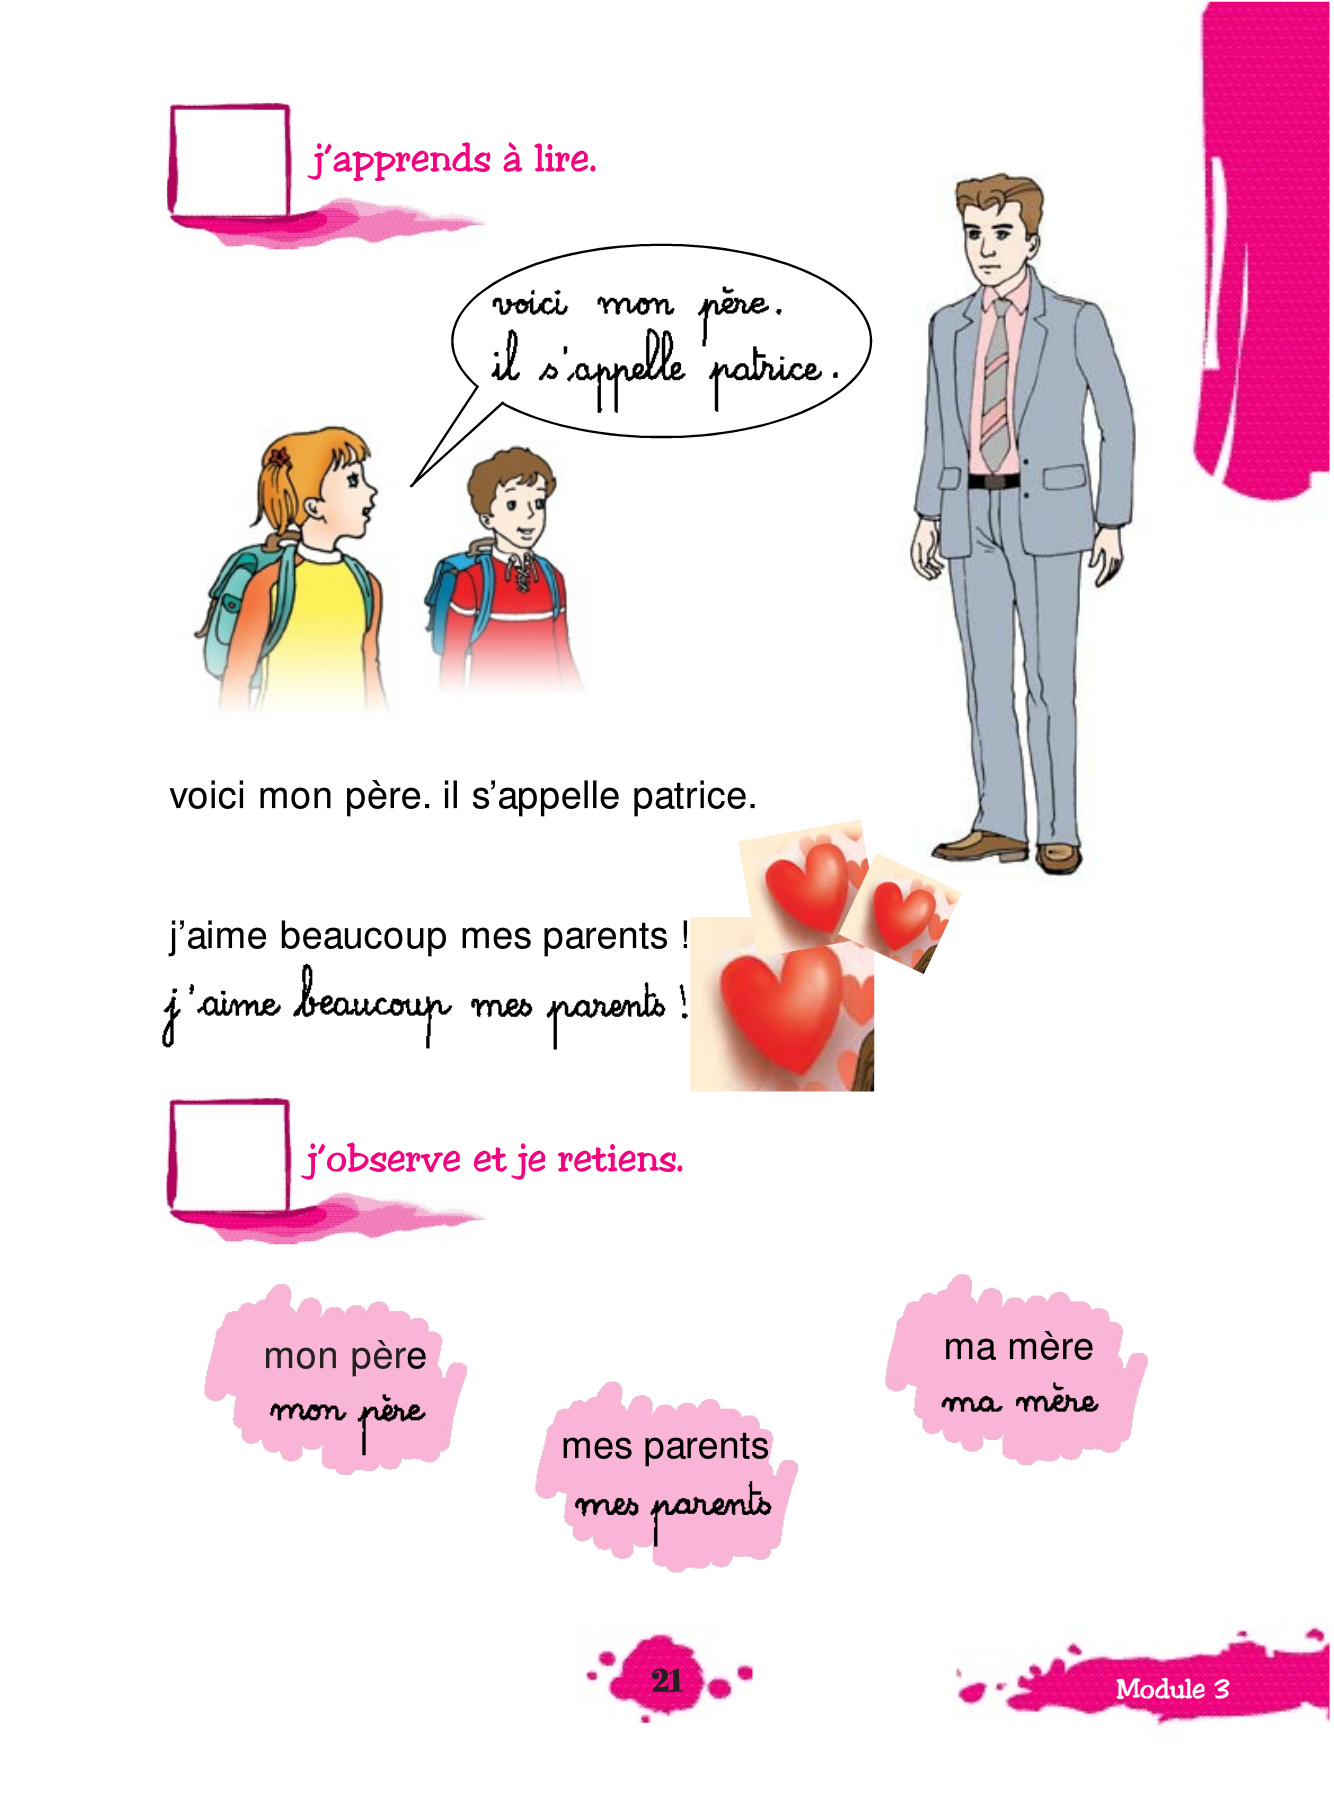 j'apprends à lire.
voici mon père.
il s'appelle patrice.
voici mon père. il s'appelle patrice.
j'aime beaucoup mes parents !
j'aime beaucoup mes parents !
j'observe et je retiens.
mon père
mon père
ma mère
ma mère
mes parents
mes parents
21
Module 3